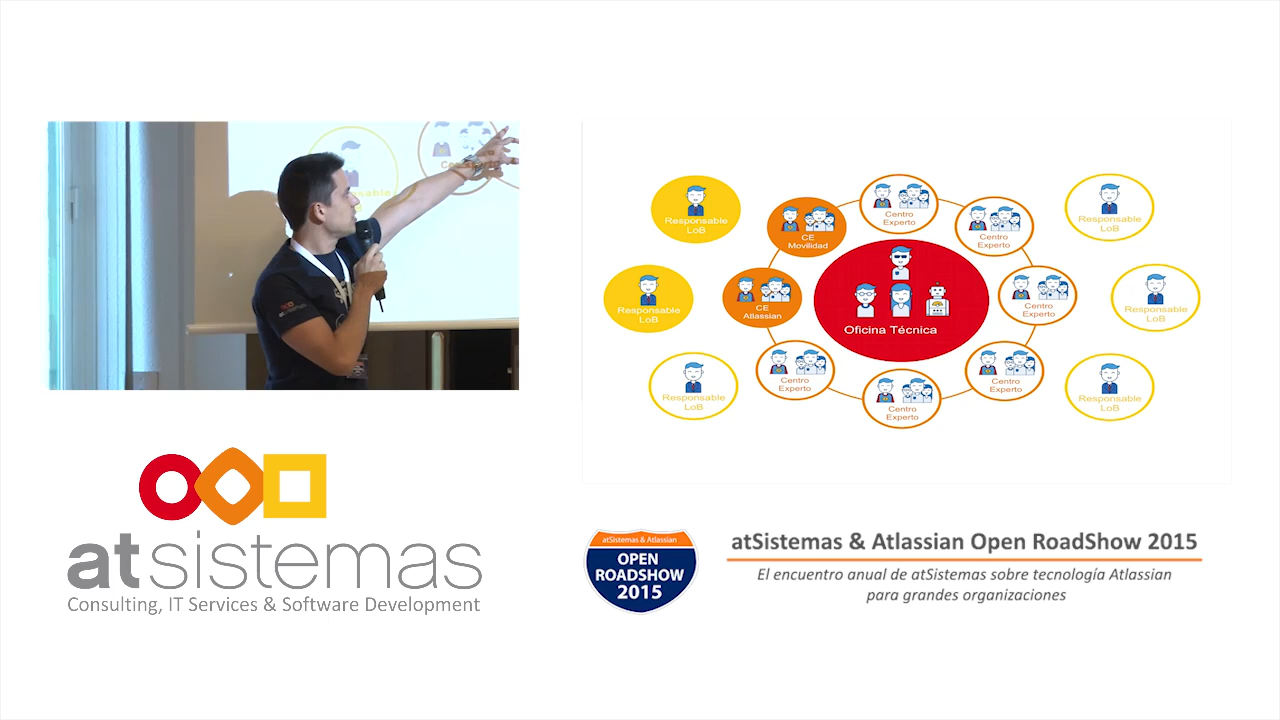 Responsable
LoB
CE
Movilidad
Centro
Experto
Centro
Experto
Responsable
LoB
Responsable
LoB
CE
Atlassian
Oficina Técnica
Centro
Experto
Responsable
LoB
Responsable
LoB
Centro
Experto
Centro
Experto
Centro
Experto
Responsable
LoB
atsistemas
Consulting, IT Services & Software Development
atSistemas & Atlassian
OPEN
ROADSHOW
2015
atSistemas & Atlassian Open RoadShow 2015
El encuentro anual de atSistemas sobre tecnología Atlassian
para grandes organizaciones